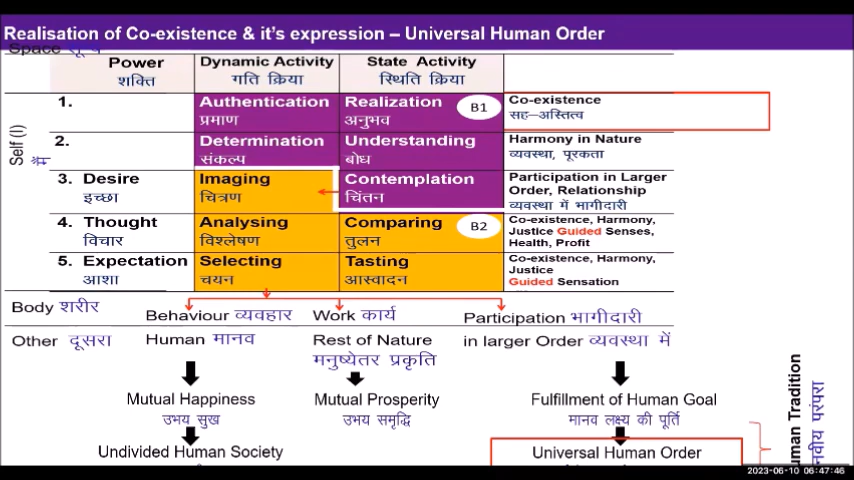 Realisation of Co-existence & it's expression – Universal Human Order
Space शून्य
Power Dynamic Activity State Activity
शक्ति गति क्रिया स्थिति क्रिया
Self (I)
मैं
1. Authentication Realization B1 Co-existence
प्रमाण अनुभव सह–अस्तित्व
2. Determination Understanding Harmony in Nature
संकल्प बोध व्यवस्था, पूरकता
3. Desire Imaging Contemplation Participation in Larger
Order, Relationship
इच्छा चित्रण चिंतन व्यवस्था में भागीदारी
4. Thought Analysing Comparing B2 Co-existence, Harmony,
Justice Guided Senses,
विचार विश्लेषण तुलन Health, Profit
5. Expectation Selecting Tasting Co-existence, Harmony,
Justice
आशा चयन आस्वादन Guided Sensation
Body शरीर Behaviour व्यवहार Work कार्य Participation भागीदारी
Other दूसरा Human मानव Rest of Nature in larger Order व्यवस्था में
मनुष्येतर प्रकृति
Mutual Happiness Mutual Prosperity Fulfillment of Human Goal
उभय सुख उभय समृद्धि मानव लक्ष्य की पूर्ति
Undivided Human Society Universal Human Order
uman Tradition
नवीय परंपरा
2023-06-10 06:47:46